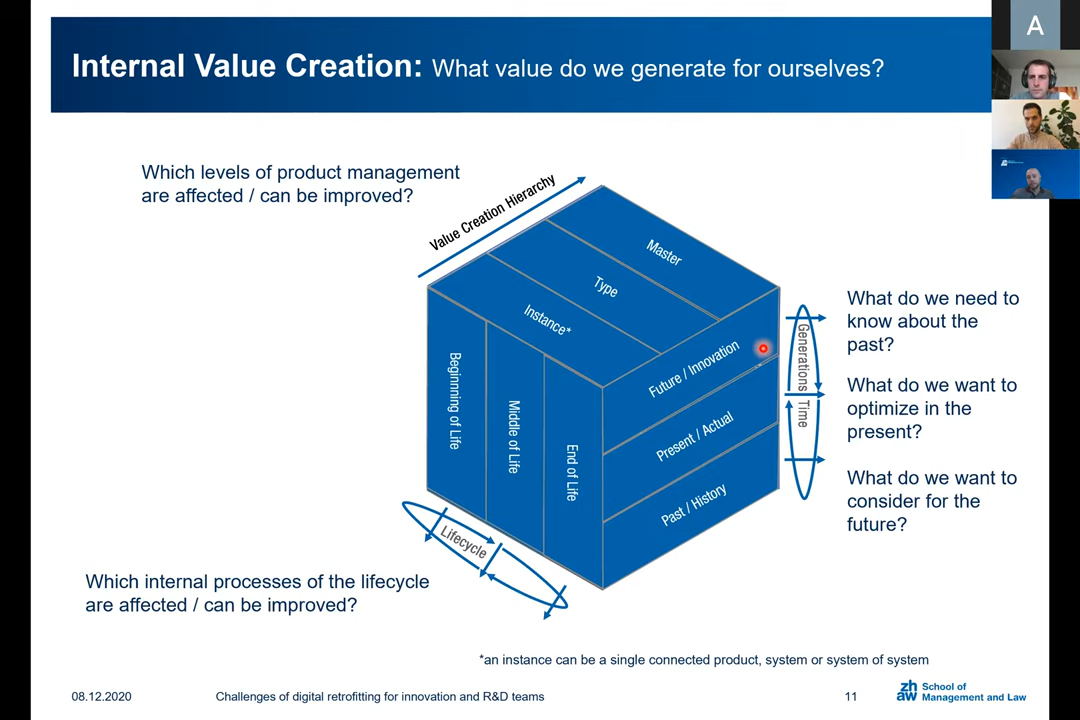 Internal Value Creation: What value do we generate for ourselves?
A
Which levels of product management
are affected / can be improved?
Value Creation Hierarchy
Master
Type
Instance*
Beginnning of Life
Middle of Life
End of Life
Future / Innovation
Present / Actual
Past / History
Generations
Time
Lifecycle
What do we need to
know about the
past?
What do we want to
optimize in the
present?
What do we want to
consider for the
future?
Which internal processes of the lifecycle
are affected / can be improved?
*an instance can be a single connected product, system or system of system
08.12.2020
Challenges of digital retrofitting for innovation and R&D teams
11
zh
aw
School of
Management and Law